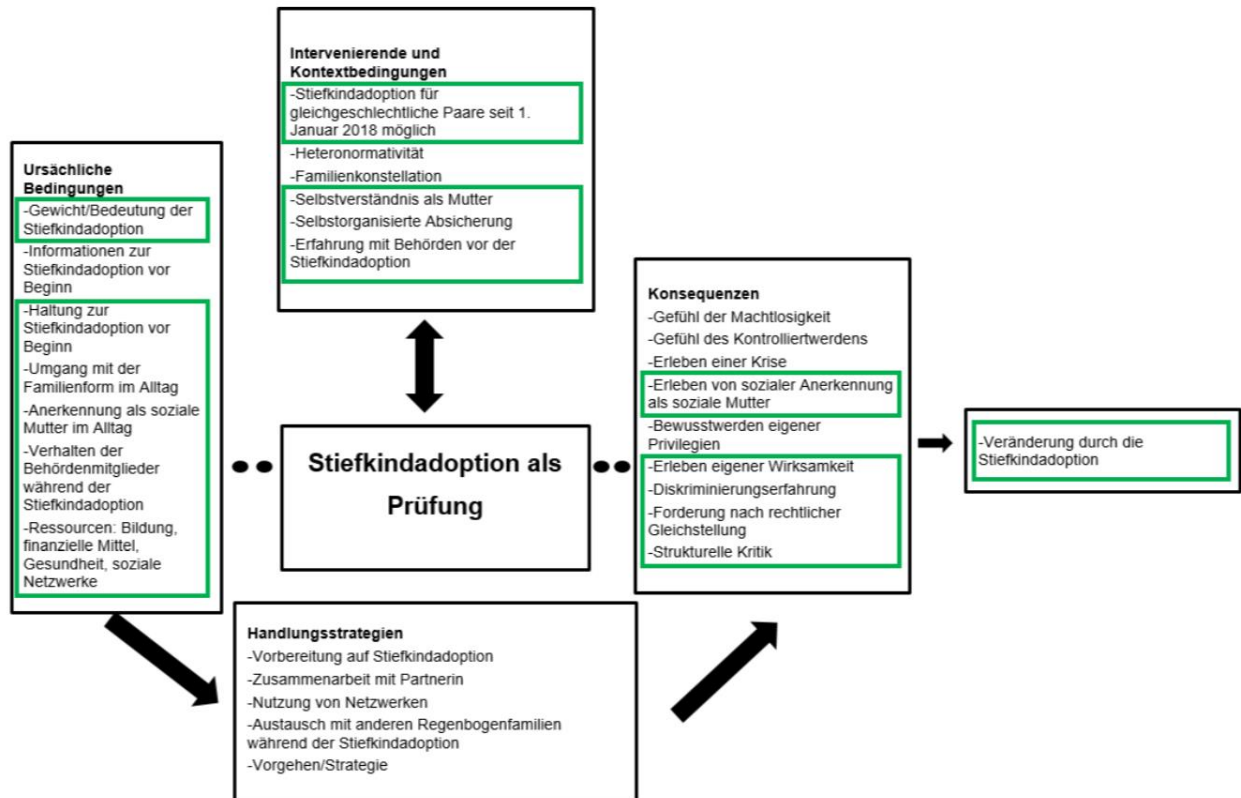 Intervenierende und
Kontextbedingungen
-Stiefkindadoption für
gleichgeschlechtliche Paare seit 1.
Januar 2018 möglich
-Heteronormativität
-Familienkonstellation
-Selbstverständnis als Mutter
-Selbstorganisierte Absicherung
-Erfahrung mit Behörden vor der
Stiefkindadoption
Ursächliche
Bedingungen
-Gewicht/Bedeutung der
Stiefkindadoption
-Informationen zur
Stiefkindadoption vor
Beginn
-Haltung zur
Stiefkindadoption vor
Beginn
-Umgang mit der
Familienform im Alltag
-Anerkennung als soziale
Mutter im Alltag
-Verhalten der
Behördenmitglieder
während der
Stiefkindadoption
-Ressourcen: Bildung,
finanzielle Mittel,
Gesundheit, soziale
Netzwerke
Stiefkindadoption als
Prüfung
Konsequenzen
-Gefühl der Machtlosigkeit
-Gefühl des Kontrolliertwerdens
-Erleben einer Krise
-Erleben von sozialer Anerkennung
als soziale Mutter
-Bewusstwerden eigener
Privilegien
-Erleben eigener Wirksamkeit
-Diskriminierungserfahrung
-Forderung nach rechtlicher
Gleichstellung
-Strukturelle Kritik
-Veränderung durch die
Stiefkindadoption
Handlungsstrategien
-Vorbereitung auf Stiefkindadoption
-Zusammenarbeit mit Partnerin
-Nutzung von Netzwerken
-Austausch mit anderen Regenbogenfamilien
während der Stiefkindadoption
-Vorgehen/Strategie